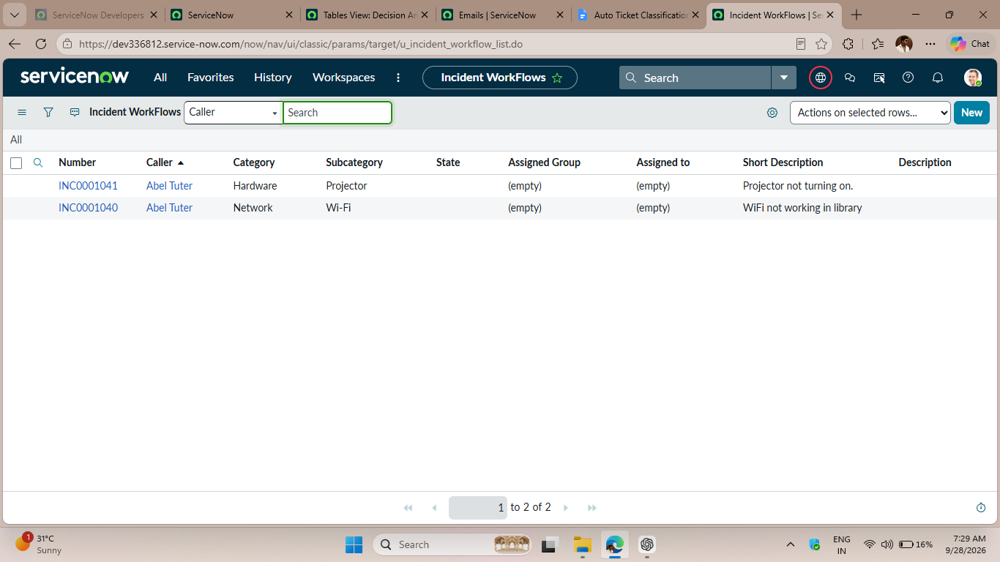 ServiceNow Developers
ServiceNow
Tables View: Decision An
Emails | ServiceNow
Auto Ticket Classification
Incident WorkFlows | Se
https://dev336812.service-now.com/now/nav/ui/classic/params/target/u_incident_workflow_list.do
Chat
servicenow All Favorites History Workspaces Incident WorkFlows Search
Incident WorkFlows Caller Search Actions on selected rows... New
All
Number Caller Category Subcategory State Assigned Group Assigned to Short Description Description
INC0001041 Abel Tuter Hardware Projector (empty) (empty) Projector not turning on.
INC0001040 Abel Tuter Network Wi-Fi (empty) (empty) WiFi not working in library
1 to 2 of 2
1
31°C
Sunny
Search
ENG
IN
16%
7:29 AM
9/28/2026